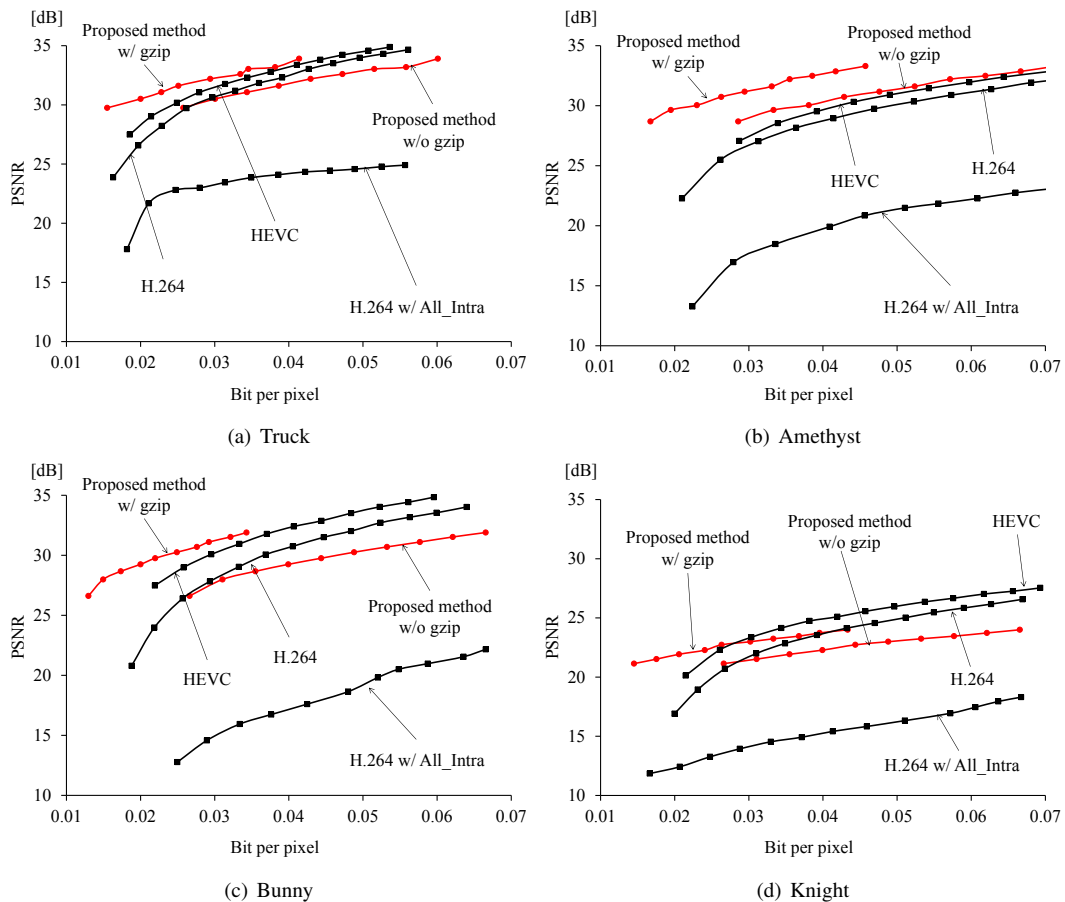 [dB]
35
30
25
20
15
10
PSNR
Proposed method
w/ gzip
Proposed method
w/o gzip
HEVC
H.264
H.264 w/ All_Intra
0.01
0.02
0.03
0.04
0.05
0.06
0.07
Bit per pixel
(a) Truck
[dB]
35
30
25
20
15
10
PSNR
Proposed method
w/ gzip
Proposed method
w/o gzip
HEVC
H.264
H.264 w/ All_Intra
0.01
0.02
0.03
0.04
0.05
0.06
0.07
Bit per pixel
(b) Amethyst
[dB]
35
30
25
20
15
10
PSNR
Proposed method
w/ gzip
Proposed method
w/o gzip
H.264
HEVC
H.264 w/ All_Intra
0.01
0.02
0.03
0.04
0.05
0.06
0.07
Bit per pixel
(c) Bunny
[dB]
35
30
25
20
15
10
PSNR
Proposed method
w/ gzip
Proposed method
w/o gzip
HEVC
H.264
H.264 w/ All_Intra
0.01
0.02
0.03
0.04
0.05
0.06
0.07
Bit per pixel
(d) Knight